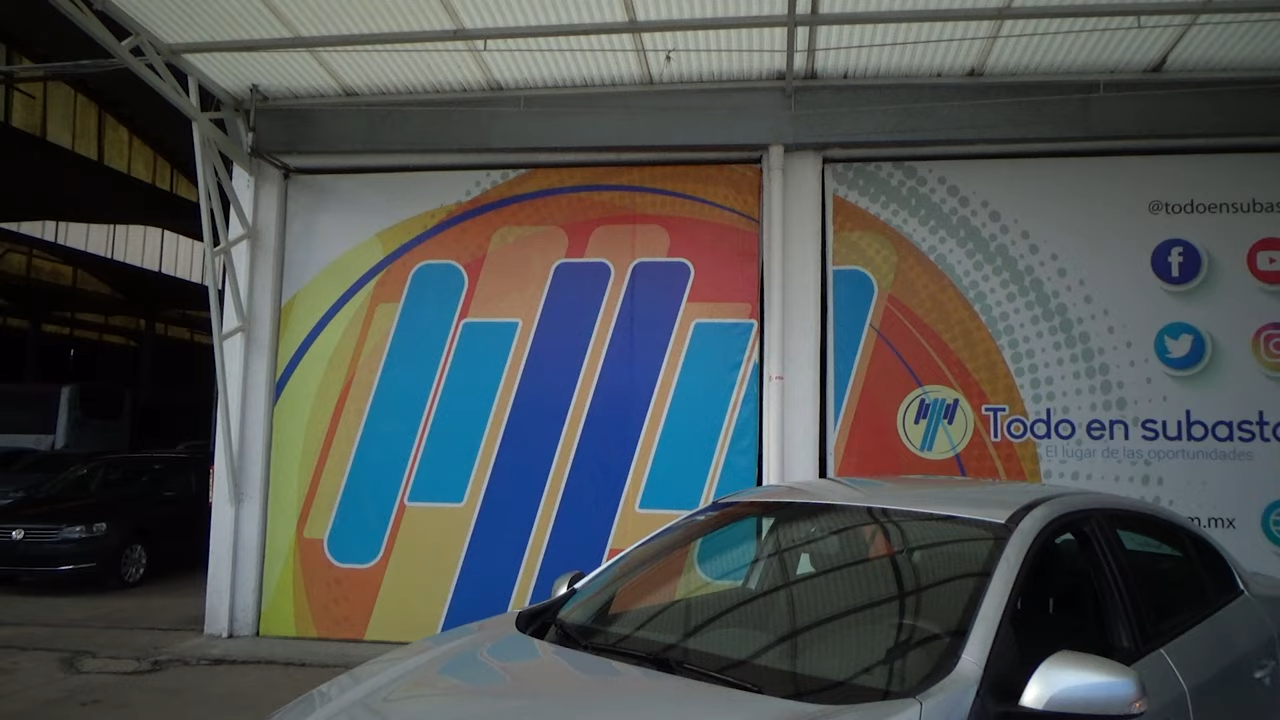 @todoensubas
Todo en subasta
El lugar de las oportunidades
m.mx